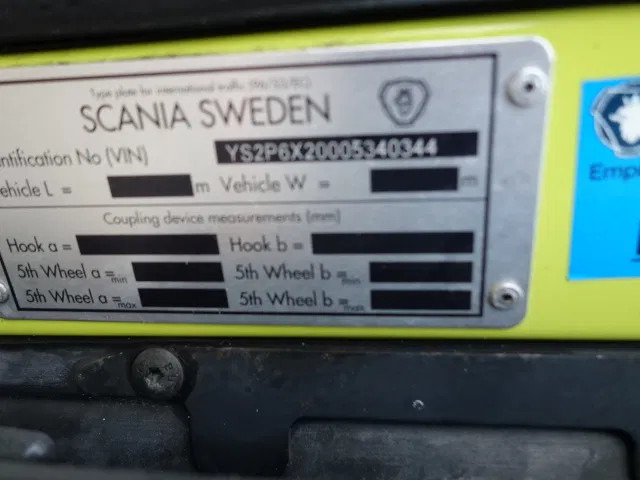 Type plate for international traffic (96/53/EC)
SCANIA SWEDEN
ntification No (VIN) YS2P6X20005340344
ehicle L = m Vehicle W = m
Coupling device measurements (mm)
Hook a = Hook b =
5th Wheel a = min 5th Wheel b = min
5th Wheel a = max 5th Wheel b = max
Empl